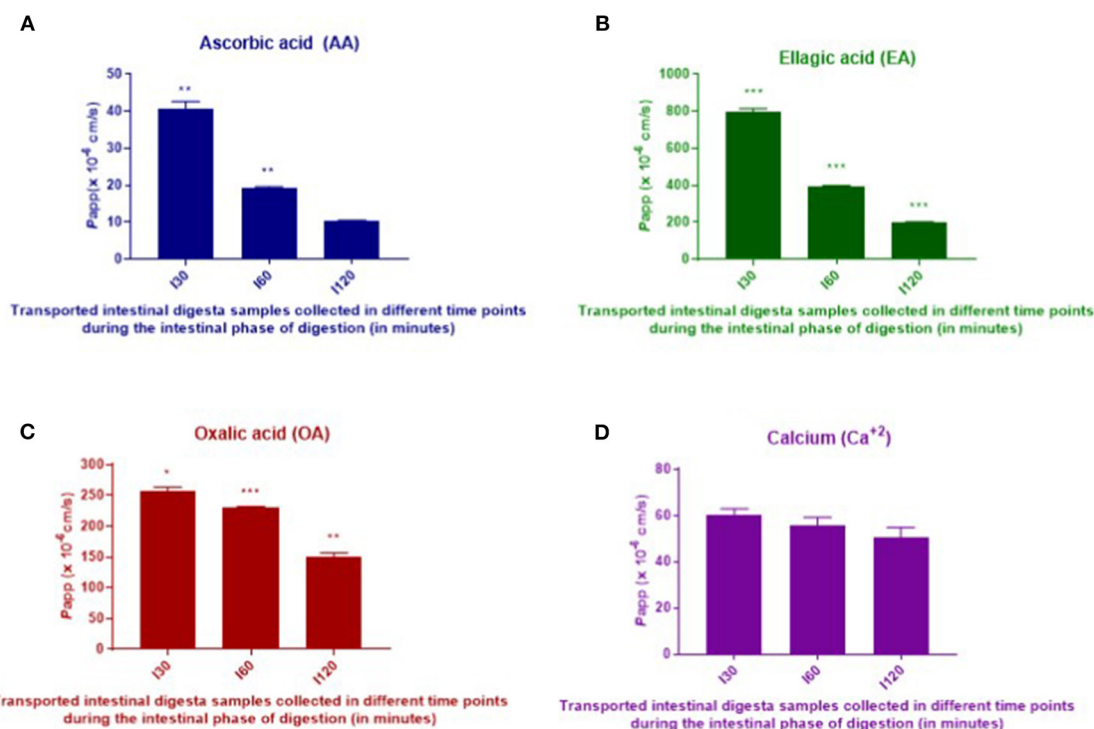 A
Ascorbic acid (AA)
50
40
30
20
10
0
Papp(x 10-6 cm/s)
**
**
I30
I60
I120
Transported intestinal digesta samples collected in different time points
during the intestinal phase of digestion (in minutes)
B
Ellagic acid (EA)
1000
800
600
400
200
0
Papp (x 10-6 cm/s)
***
***
***
I30
I60
I120
Transported intestinal digesta samples collected in different time points
during the intestinal phase of digestion (in minutes)
C
Oxalic acid (OA)
300
250
200
150
100
50
0
Papp (x 10-6 cm/s)
*
***
**
I30
I60
I120
ransported intestinal digesta samples collected in different time points
during the intestinal phase of digestion (in minutes)
D
Calcium (Ca+2)
80
60
40
20
0
Papp (x 10-6 cm/s)
I30
I60
I120
Transported intestinal digesta samples collected in different time points
during the intestinal phase of digestion (in minutes)